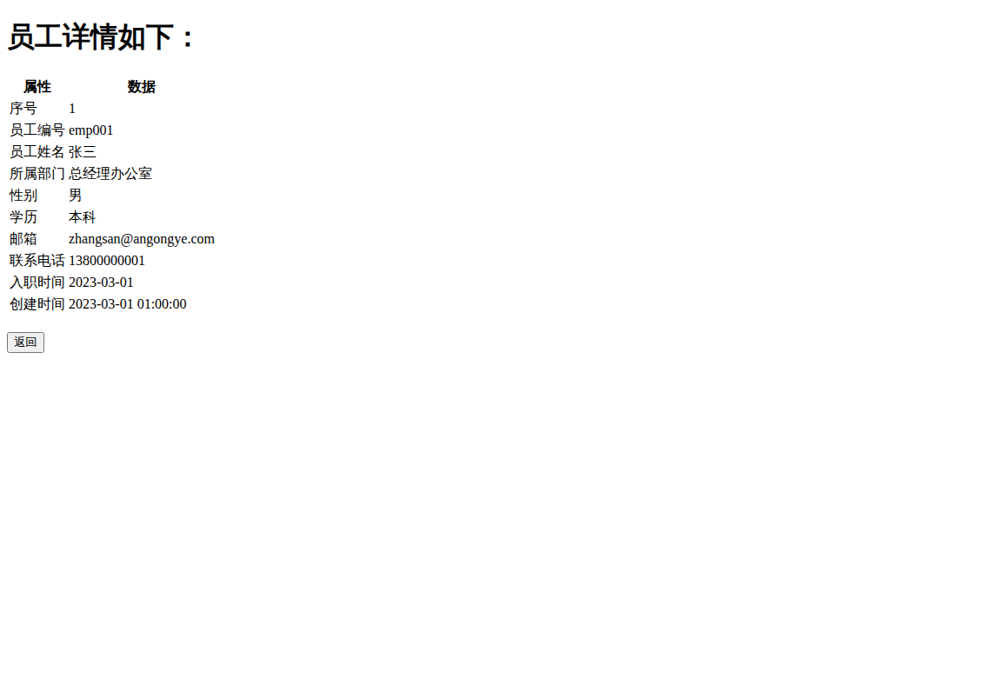 员工详情如下：
属性 数据
序号 1
员工编号 emp001
员工姓名 张三
所属部门 总经理办公室
性别 男
学历 本科
邮箱 zhangsan@angongye.com
联系电话 13800000001
入职时间 2023-03-01
创建时间 2023-03-01 01:00:00
返回